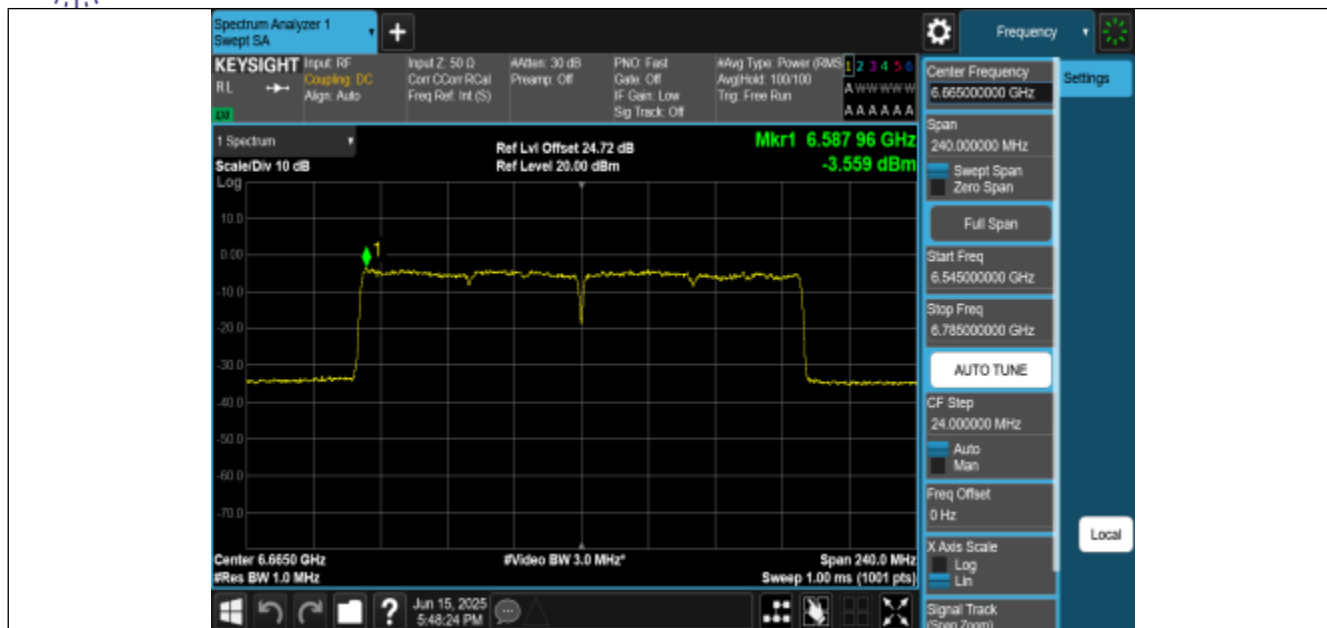 Spectrum Analyzer 1
Swept SA
+
Frequency
KEYSIGHT
RL
Input: RF
Coupling: DC
Align: Auto
Input Z: 50 Ω
Corr CCorr RCal
Freq Ref: Int (S)
#Atten: 30 dB
Preamp: Off
PNO: Fast
Gate: Off
IF Gain: Low
Sig Track: Off
#Avg Type: Power (RMS
Avg|Hold: 100/100
Trig: Free Run
1 2 3 4 5 6
A W W W W W
A A A A A A
1 Spectrum
Scale/Div 10 dB
Ref Lvl Offset 24.72 dB
Ref Level 20.00 dBm
Mkr1 6.587 96 GHz
-3.559 dBm
Log
10.0
0.00
-10.0
-20.0
-30.0
-40.0
-50.0
-60.0
-70.0
1
Center 6.6650 GHz
#Res BW 1.0 MHz
#Video BW 3.0 MHz*
Span 240.0 MHz
Sweep 1.00 ms (1001 pts)
Center Frequency
6.665000000 GHz
Settings
Span
240.000000 MHz
Swept Span
Zero Span
Full Span
Start Freq
6.545000000 GHz
Stop Freq
6.785000000 GHz
AUTO TUNE
CF Step
24.000000 MHz
Auto
Man
Freq Offset
0 Hz
X Axis Scale
Log
Lin
Local
Signal Track
(Span Zoom)
?
Jun 15, 2025
5:48:24 PM